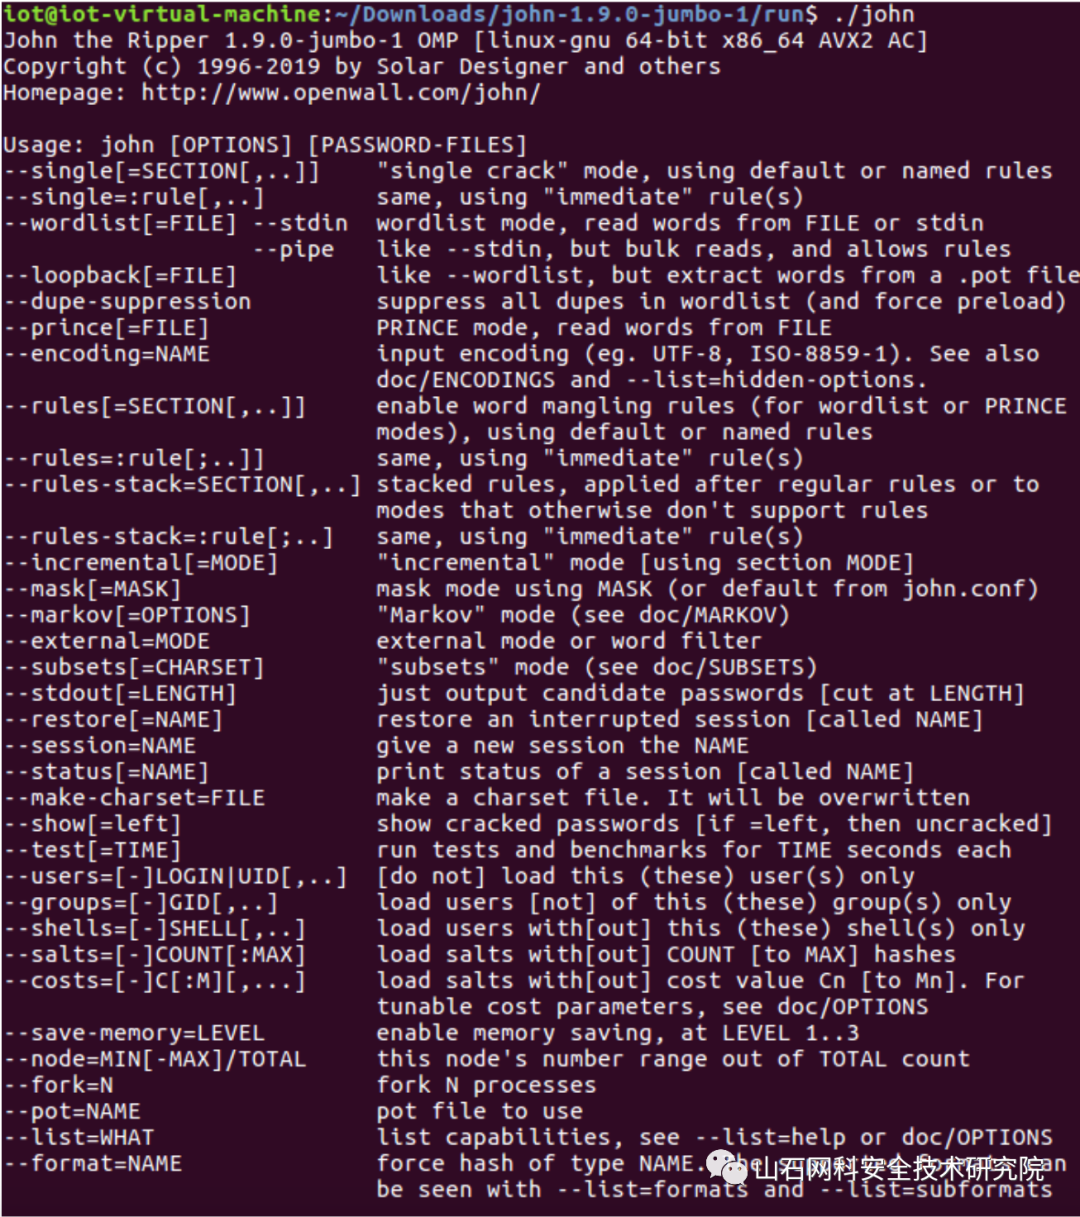 iot@iot-virtual-machine:~/Downloads/john-1.9.0-jumbo-1/run$ ./john
John the Ripper 1.9.0-jumbo-1 OMP [linux-gnu 64-bit x86_64 AVX2 AC]
Copyright (c) 1996-2019 by Solar Designer and others
Homepage: http://www.openwall.com/john/

Usage: john [OPTIONS] [PASSWORD-FILES]
--single[=SECTION[,..]]    "single crack" mode, using default or named rules
--single=:rule[,..]        same, using "immediate" rule(s)
--wordlist[=FILE] --stdin  wordlist mode, read words from FILE or stdin
                  --pipe   like --stdin, but bulk reads, and allows rules
--loopback[=FILE]          like --wordlist, but extract words from a .pot file
--dupe-suppression         suppress all dupes in wordlist (and force preload)
--prince[=FILE]            PRINCE mode, read words from FILE
--encoding=NAME            input encoding (eg. UTF-8, ISO-8859-1). See also
                           doc/ENCODINGS and --list=hidden-options.
--rules[=SECTION[,..]]     enable word mangling rules (for wordlist or PRINCE
                           modes), using default or named rules
--rules=:rule[;..]]        same, using "immediate" rule(s)
--rules-stack=SECTION[,..] stacked rules, applied after regular rules or to
                           modes that otherwise don't support rules
--rules-stack=:rule[;..]   same, using "immediate" rule(s)
--incremental[=MODE]       "incremental" mode [using section MODE]
--mask[=MASK]              mask mode using MASK (or default from john.conf)
--markov[=OPTIONS]         "Markov" mode (see doc/MARKOV)
--external=MODE            external mode or word filter
--subsets[=CHARSET]        "subsets" mode (see doc/SUBSETS)
--stdout[=LENGTH]          just output candidate passwords [cut at LENGTH]
--restore[=NAME]           restore an interrupted session [called NAME]
--session=NAME             give a new session the NAME
--status[=NAME]            print status of a session [called NAME]
--make-charset=FILE        make a charset file. It will be overwritten
--show[=left]              show cracked passwords [if =left, then uncracked]
--test[=TIME]              run tests and benchmarks for TIME seconds each
--users=[-]LOGIN|UID[,..]  [do not] load this (these) user(s) only
--groups=[-]GID[,..]       load users [not] of this (these) group(s) only
--shells=[-]SHELL[,..]     load users with[out] this (these) shell(s) only
--salts=[-]COUNT[:MAX]     load salts with[out] COUNT [to MAX] hashes
--costs=[-]C[:M][,...]     load salts with[out] cost value Cn [to Mn]. For
                           tunable cost parameters, see doc/OPTIONS
--save-memory=LEVEL        enable memory saving, at LEVEL 1..3
--node=MIN[-MAX]/TOTAL     this node's number range out of TOTAL count
--fork=N                   fork N processes
--pot=NAME                 pot file to use
--list=WHAT                list capabilities, see --list=help or doc/OPTIONS
--format=NAME              force hash of type NAME.
                           be seen with --list=formats and --list=subformats
山石网科安全技术研究院